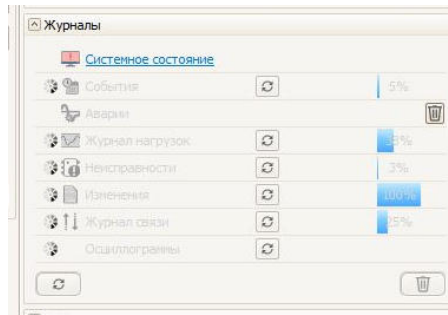 Журналы
Системное состояние
События 5%
Аварии
Журнал нагрузок 38%
Неисправности 3%
Изменения 100%
Журнал связи 25%
Осциллограммы